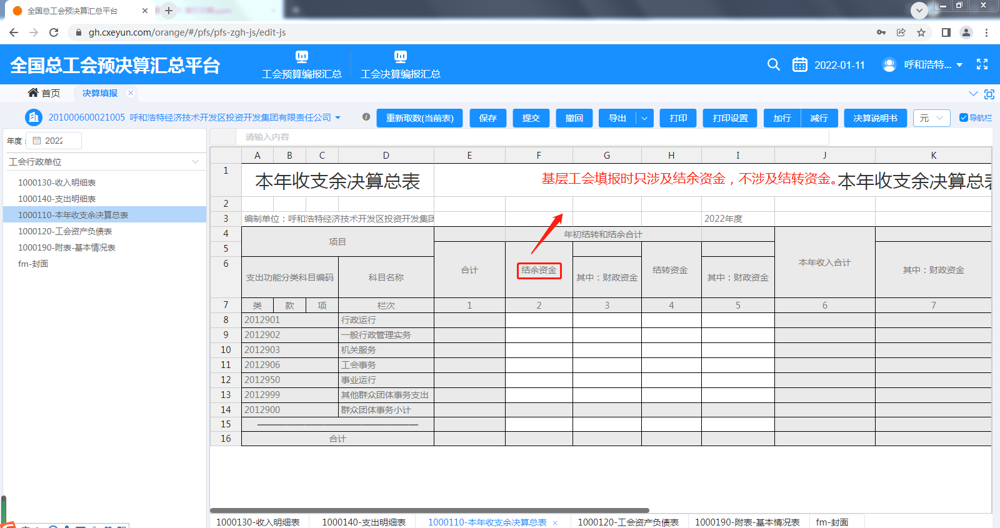 全国总工会预决算汇总平台
gh.cxeyun.com/orange/#/pfs/pfs-zgh-js/edit-js
全国总工会预决算汇总平台
工会预算编报汇总
工会决算编报汇总
2022-01-11
呼和浩特...
首页
决算填报
201000600021005 呼和浩特经济技术开发区投资开发集团有限责任公司
重新取数(当前表)
保存
提交
撤回
导出
打印
打印设置
加行
减行
决算说明书
元
导航栏
年度：
2022
请输入内容
工会行政单位
1000130-收入明细表
1000140-支出明细表
1000110-本年收支余决算总表
1000120-工会资产负债表
1000190-附表-基本情况表
fm-封面
A B C D E F G H I J K
1 本年收支余决算总表 基层工会填报时只涉及结余资金，不涉及结转资金。 本年收支余决算总表
2
3 编制单位：呼和浩特经济技术开发区投资开发集团 2022年度
4 项目 年初结转和结余合计
5
6 支出功能分类科目编码 科目名称 合计 结余资金 其中：财政资金 结转资金 其中：财政资金 本年收入合计 其中：财政资金
7 类 款 项 栏次 1 2 3 4 5 6 7
8 2012901 行政运行
9 2012902 一般行政管理实务
10 2012903 机关服务
11 2012906 工会事务
12 2012950 事业运行
13 2012999 其他群众团体事务支出
14 2012900 群众团体事务小计
15 ————————————————
16 合计
1000130-收入明细表
1000140-支出明细表
1000110-本年收支余决算总表
1000120-工会资产负债表
1000190-附表-基本情况表
fm-封面